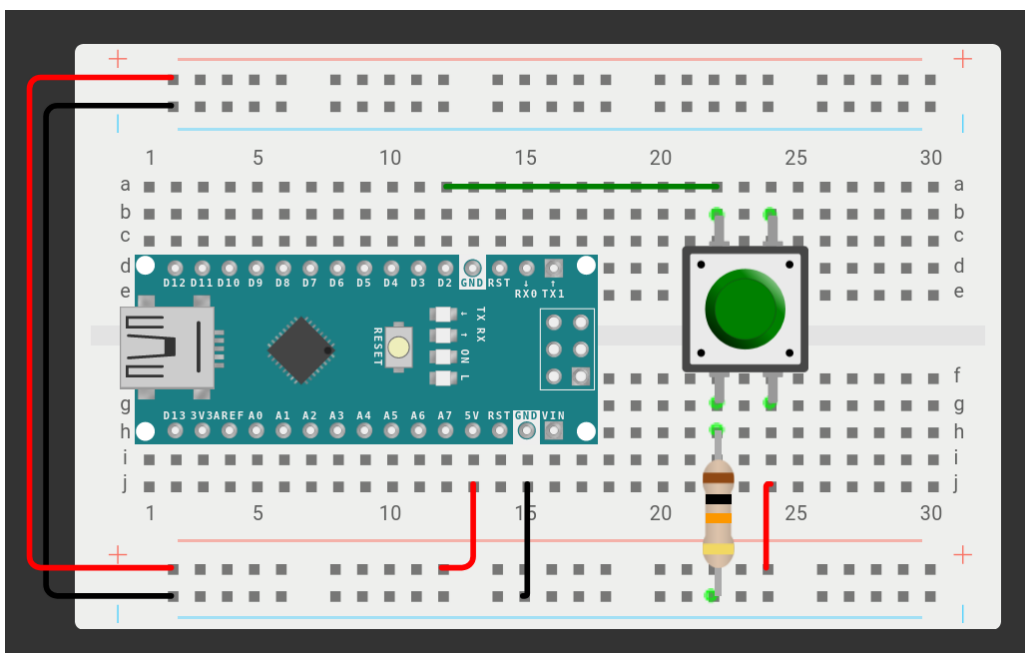 + +
| |
1 5 10 15 20 25 30
a a
b b
c c
d d
D12 D11 D10 D9 D8 D7 D6 D5 D4 D3 D2 GND RST ↓ RX0 ↑ TX1
e e
RESET
↓ ↑ ON L
TX RX
f f
g g
D13 3V3 AREF A0 A1 A2 A3 A4 A5 A6 A7 5V RST GND VIN
h h
i i
j j
1 5 10 15 20 25 30
+ +
| |